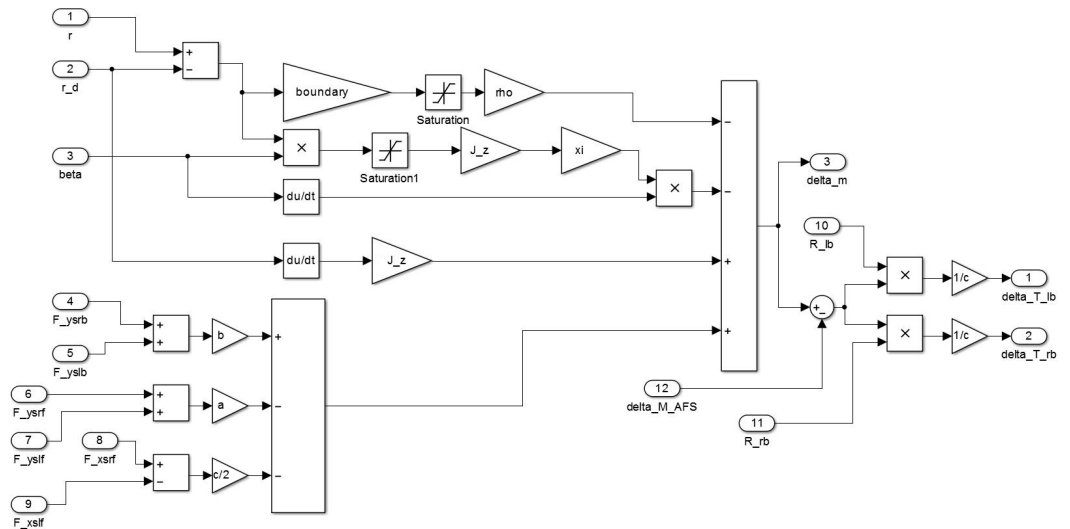 1
r
2
r_d
+
−
boundary
Saturation
rho
3
beta
×
Saturation1
J_z
xi
×
du/dt
du/dt
J_z
−
−
+
+
3
delta_m
10
R_lb
×
1/c
1
delta_T_lb
+
−
×
1/c
2
delta_T_rb
12
delta_M_AFS
11
R_rb
4
F_ysrb
5
F_yslb
+
+
b
+
6
F_ysrf
7
F_yslf
+
+
a
−
8
F_xsrf
9
F_xslf
+
−
c/2
−